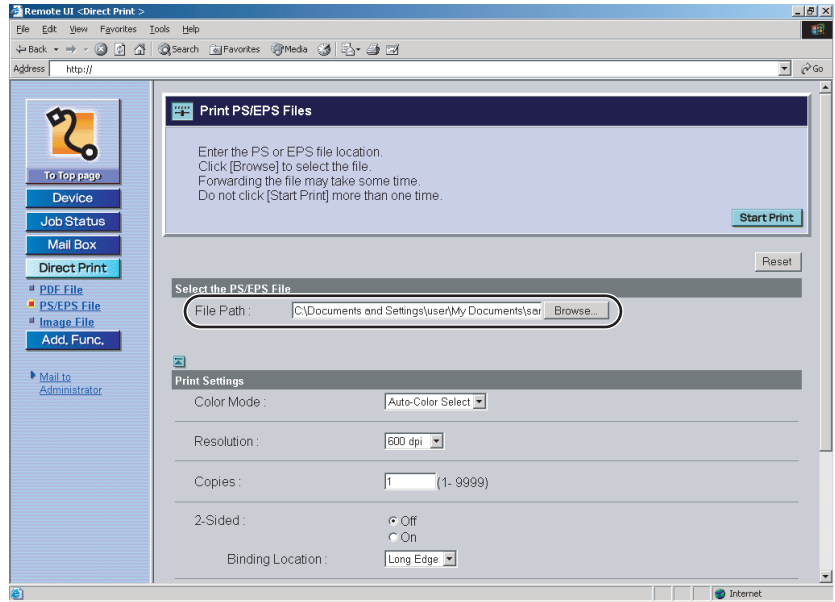 Remote UI <Direct Print >
File Edit View Favorites Tools Help
Back Search Favorites Media
Address http:// Go
To Top page
Device
Job Status
Mail Box
Direct Print
PDF File
PS/EPS File
Image File
Add. Func.
Mail to
Administrator
Print PS/EPS Files
Enter the PS or EPS file location.
Click [Browse] to select the file.
Forwarding the file may take some time.
Do not click [Start Print] more than one time.
Start Print
Reset
Select the PS/EPS File
File Path : C:\Documents and Settings\user\My Documents\sar Browse...
Print Settings
Color Mode : Auto-Color Select
Resolution : 600 dpi
Copies : 1 (1- 9999)
2-Sided : Off
On
Binding Location : Long Edge
Internet